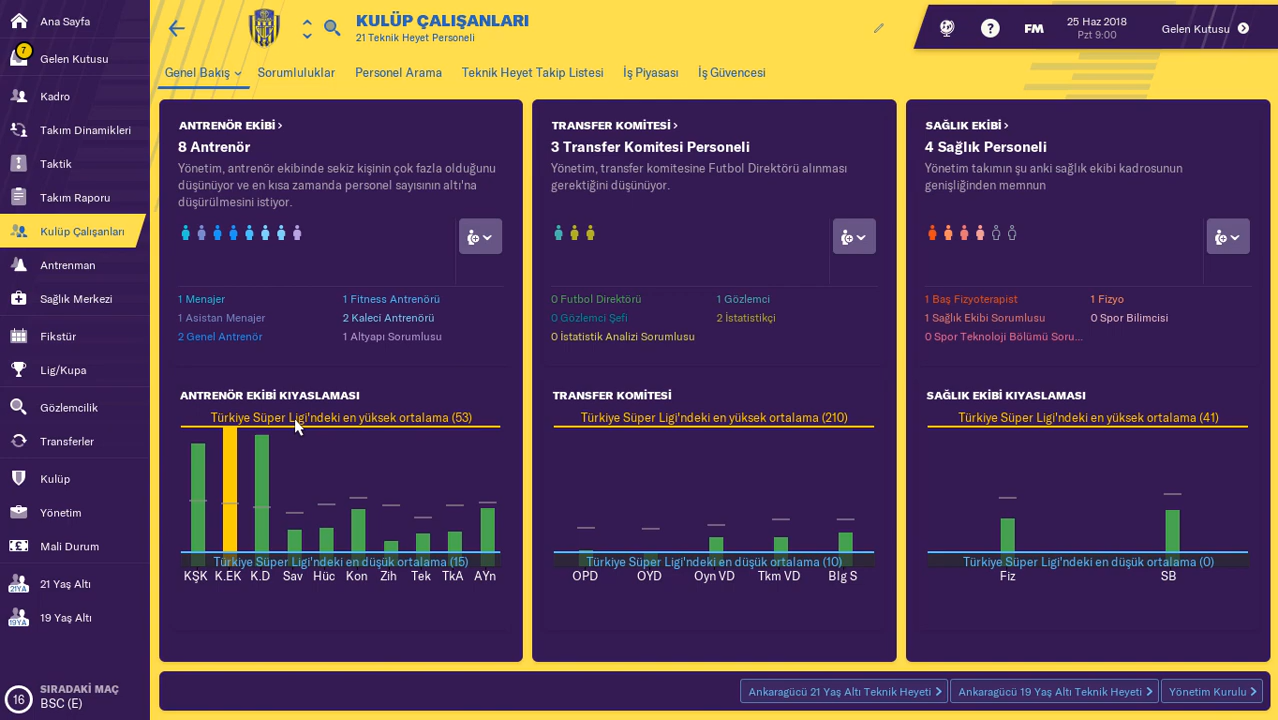 Ana Sayfa
7
Gelen Kutusu
Kadro
Takım Dinamikleri
Taktik
Takım Raporu
Kulüp Çalışanları
Antrenman
Sağlık Merkezi
Fikstür
Lig/Kupa
Gözlemcilik
Transferler
Kulüp
Yönetim
Mali Durum
21YA
21 Yaş Altı
19YA
19 Yaş Altı
16
SIRADAKİ MAÇ
BSC (E)
KULÜP ÇALIŞANLARI
21 Teknik Heyet Personeli
?
FM
25 Haz 2018
Pzt 9:00
Gelen Kutusu
Genel Bakış
Sorumluluklar
Personel Arama
Teknik Heyet Takip Listesi
İş Piyasası
İş Güvencesi
ANTRENÖR EKİBİ >
8 Antrenör
Yönetim, antrenör ekibinde sekiz kişinin çok fazla olduğunu
düşünüyor ve en kısa zamanda personel sayısının altı'na
düşürülmesini istiyor.
1 Menajer
1 Fitness Antrenörü
1 Asistan Menajer
2 Kaleci Antrenörü
2 Genel Antrenör
1 Altyapı Sorumlusu
ANTRENÖR EKİBİ KIYASLAMASI
Türkiye Süper Ligi'ndeki en yüksek ortalama (53)
Türkiye Süper Ligi'ndeki en düşük ortalama (15)
KŞK K.EK K.D Sav Hüc Kon Zih Tek TkA AYn
TRANSFER KOMİTESİ >
3 Transfer Komitesi Personeli
Yönetim, transfer komitesine Futbol Direktörü alınması
gerektiğini düşünüyor.
0 Futbol Direktörü
1 Gözlemci
0 Gözlemci Şefi
2 İstatistikçi
0 İstatistik Analizi Sorumlusu
TRANSFER KOMİTESİ
Türkiye Süper Ligi'ndeki en yüksek ortalama (210)
Türkiye Süper Ligi'ndeki en düşük ortalama (10)
OPD OYD Oyn VD Tkm VD Blg S
SAĞLIK EKİBİ >
4 Sağlık Personeli
Yönetim takımın şu anki sağlık ekibi kadrosunun
genişliğinden memnun
1 Baş Fizyoterapist
1 Fizyo
1 Sağlık Ekibi Sorumlusu
0 Spor Bilimcisi
0 Spor Teknoloji Bölümü Soru...
SAĞLIK EKİBİ KIYASLAMASI
Türkiye Süper Ligi'ndeki en yüksek ortalama (41)
Türkiye Süper Ligi'ndeki en düşük ortalama (0)
Fiz SB
Ankaragücü 21 Yaş Altı Teknik Heyeti >
Ankaragücü 19 Yaş Altı Teknik Heyeti >
Yönetim Kurulu >